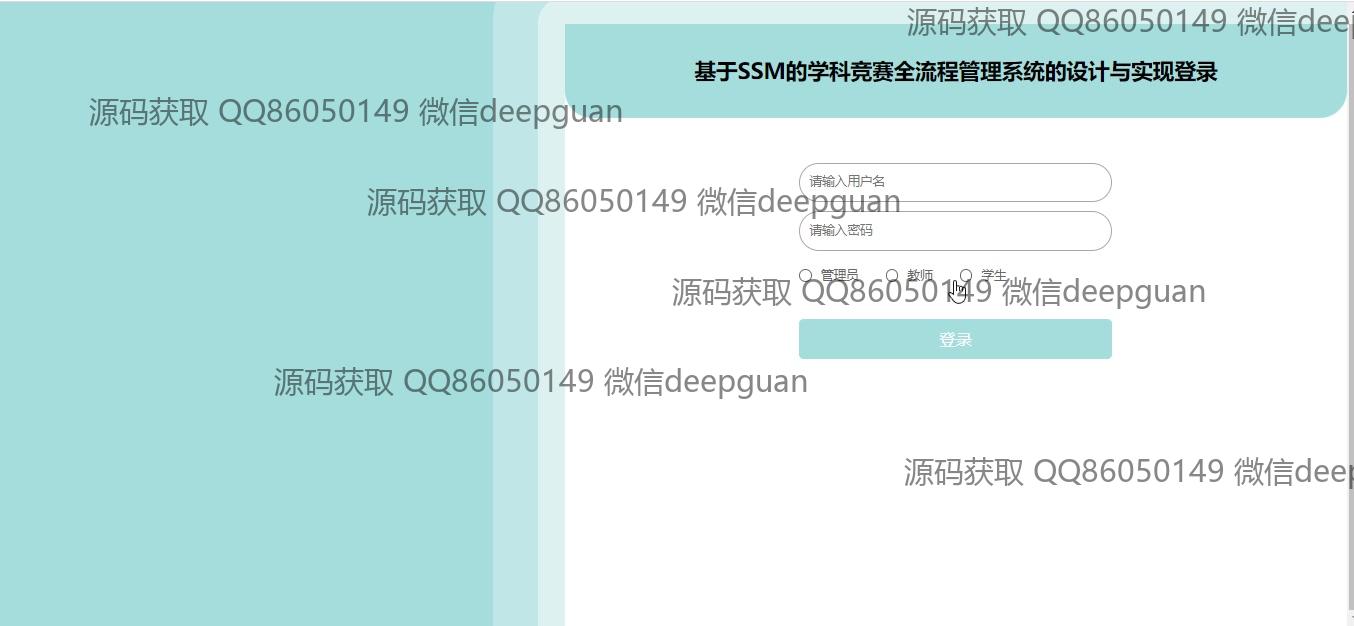 源码获取 QQ86050149 微信deep
基于SSM的学科竞赛全流程管理系统的设计与实现登录
源码获取 QQ86050149 微信deepguan
请输入用户名
源码获取 QQ86050149 微信deepguan
请输入密码
管理员 教师 学生
源码获取 QQ86050149 微信deepguan
登录
源码获取 QQ86050149 微信deepguan
源码获取 QQ86050149 微信deep